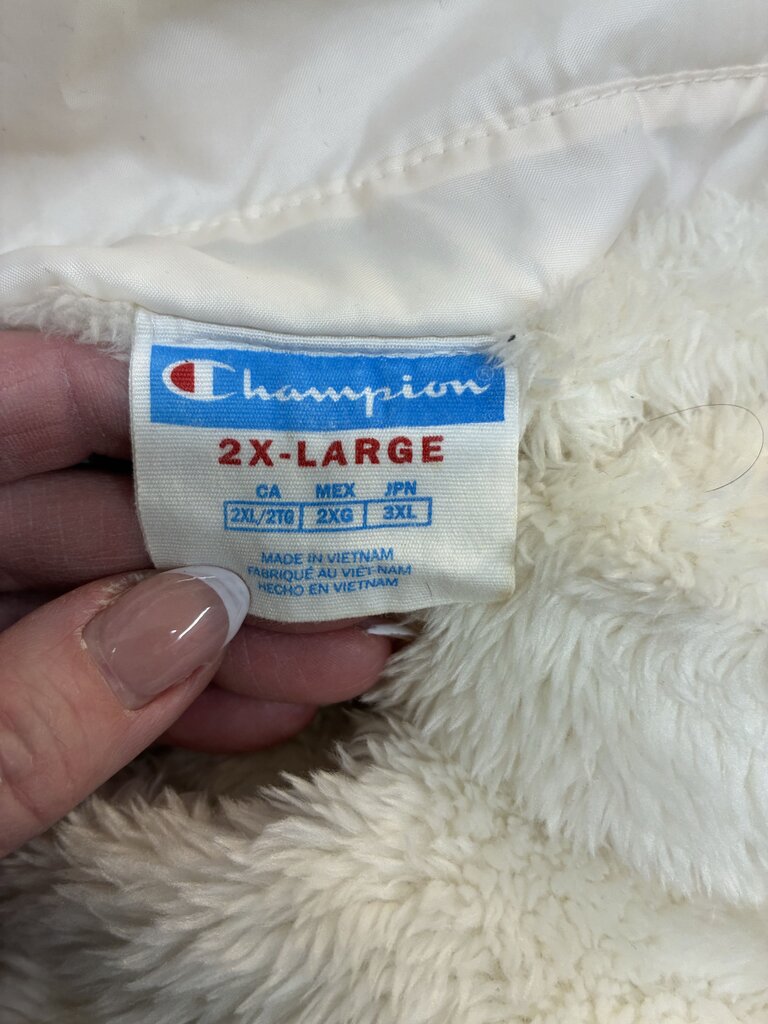 Champion®
2X-LARGE
CA MEX JPN
2XL/2TG 2XG 3XL
MADE IN VIETNAM
FABRIQUÉ AU VIET NAM
HECHO EN VIETNAM